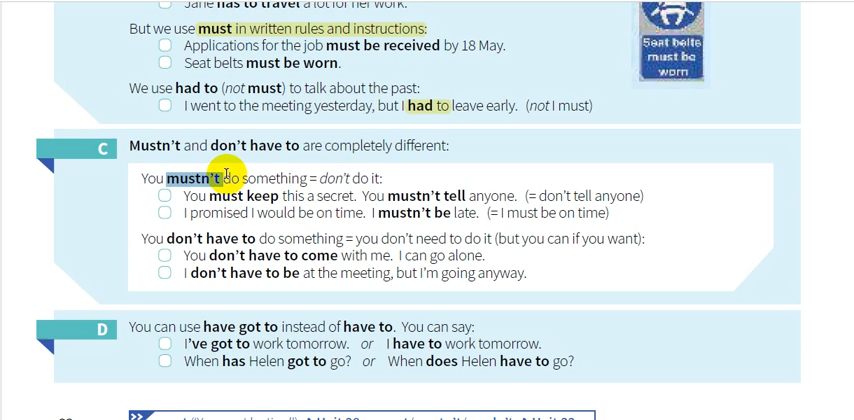 Jane has to travel a lot for her work.
But we use must in written rules and instructions:
Applications for the job must be received by 18 May.
Seat belts must be worn.
We use had to (not must) to talk about the past:
I went to the meeting yesterday, but I had to leave early. (not I must)
Seat belts
must be
worn
C
Mustn't and don't have to are completely different:
You mustn't do something = don't do it:
You must keep this a secret. You mustn't tell anyone. (= don't tell anyone)
I promised I would be on time. I mustn't be late. (= I must be on time)
You don't have to do something = you don't need to do it (but you can if you want):
You don't have to come with me. I can go alone.
I don't have to be at the meeting, but I'm going anyway.
D
You can use have got to instead of have to. You can say:
I've got to work tomorrow. or I have to work tomorrow.
When has Helen got to go? or When does Helen have to go?